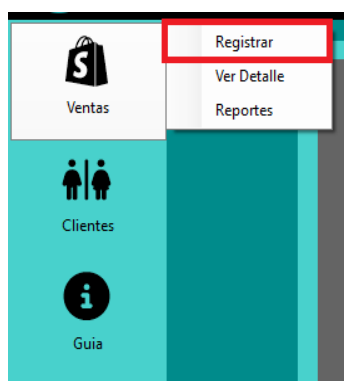 Registrar
Ver Detalle
Reportes
Ventas
Clientes
Guia